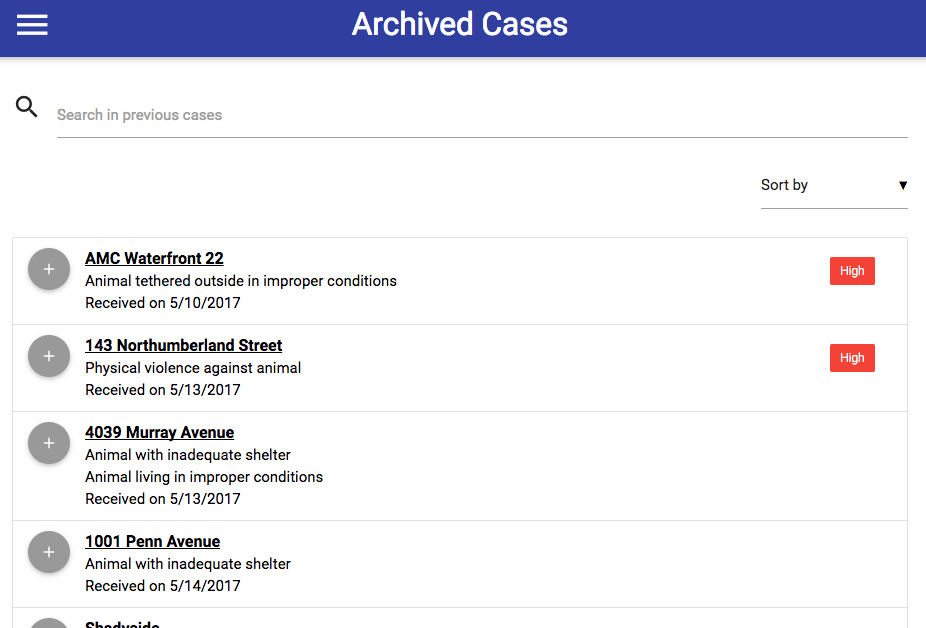 Archived Cases
Search in previous cases
Sort by
AMC Waterfront 22
Animal tethered outside in improper conditions
Received on 5/10/2017
High
143 Northumberland Street
Physical violence against animal
Received on 5/13/2017
High
4039 Murray Avenue
Animal with inadequate shelter
Animal living in improper conditions
Received on 5/13/2017
1001 Penn Avenue
Animal with inadequate shelter
Received on 5/14/2017
Shadyside